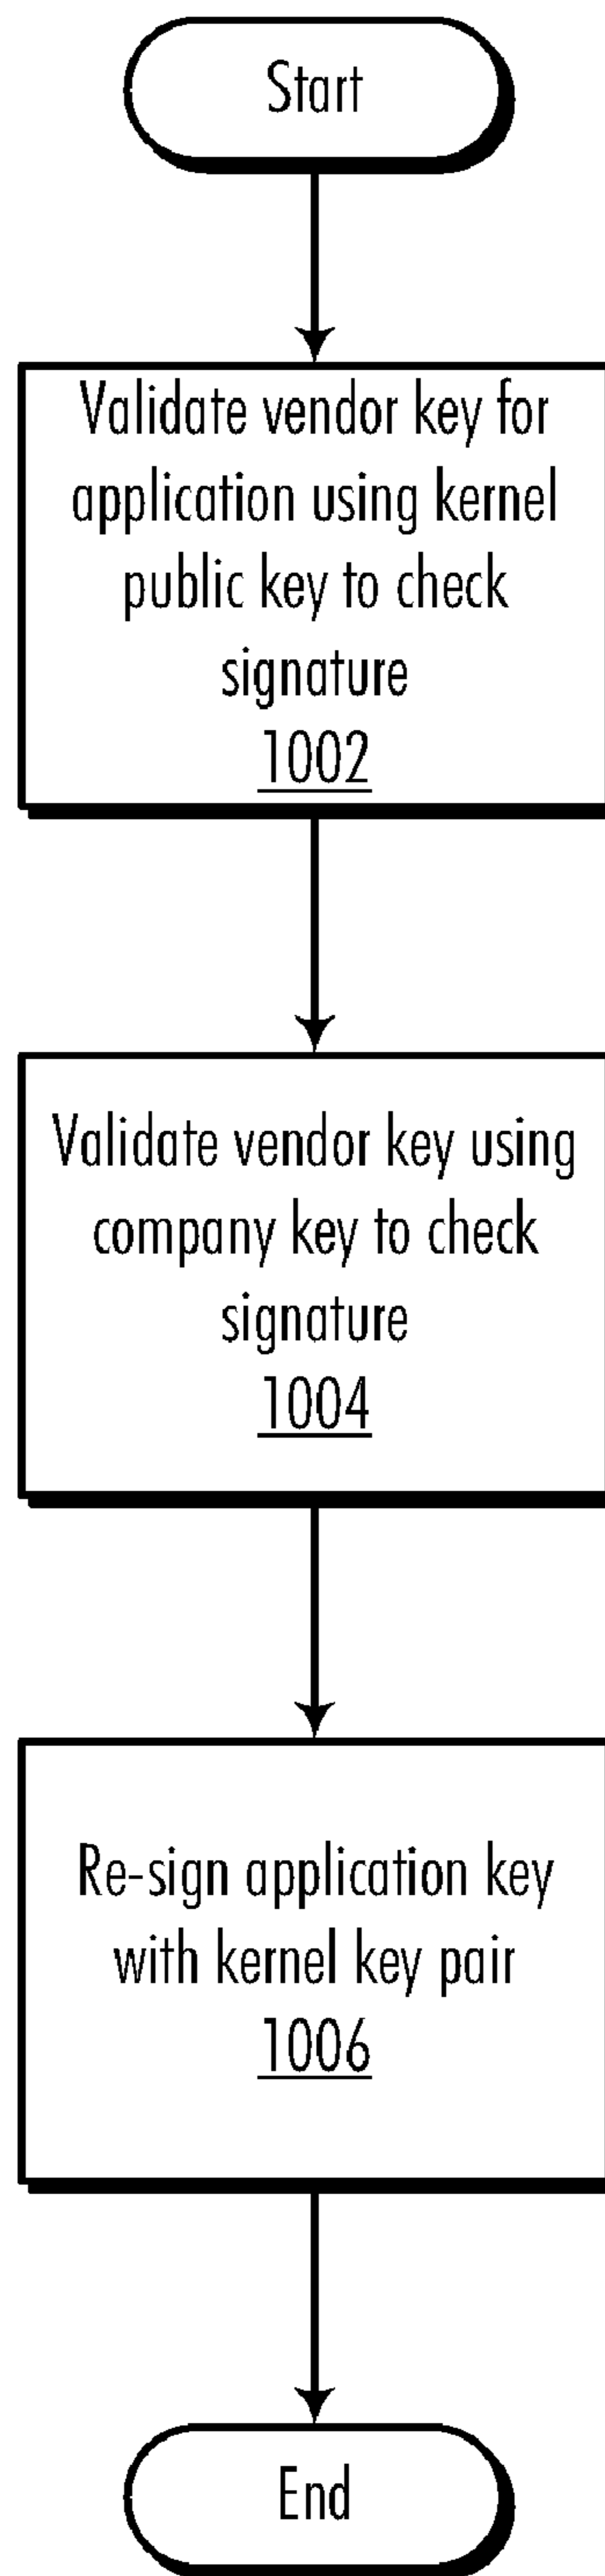 Start
Validate vendor key for
application using kernel
public key to check
signature
1002
Validate vendor key using
company key to check
signature
1004
Re-sign application key
with kernel key pair
1006
End